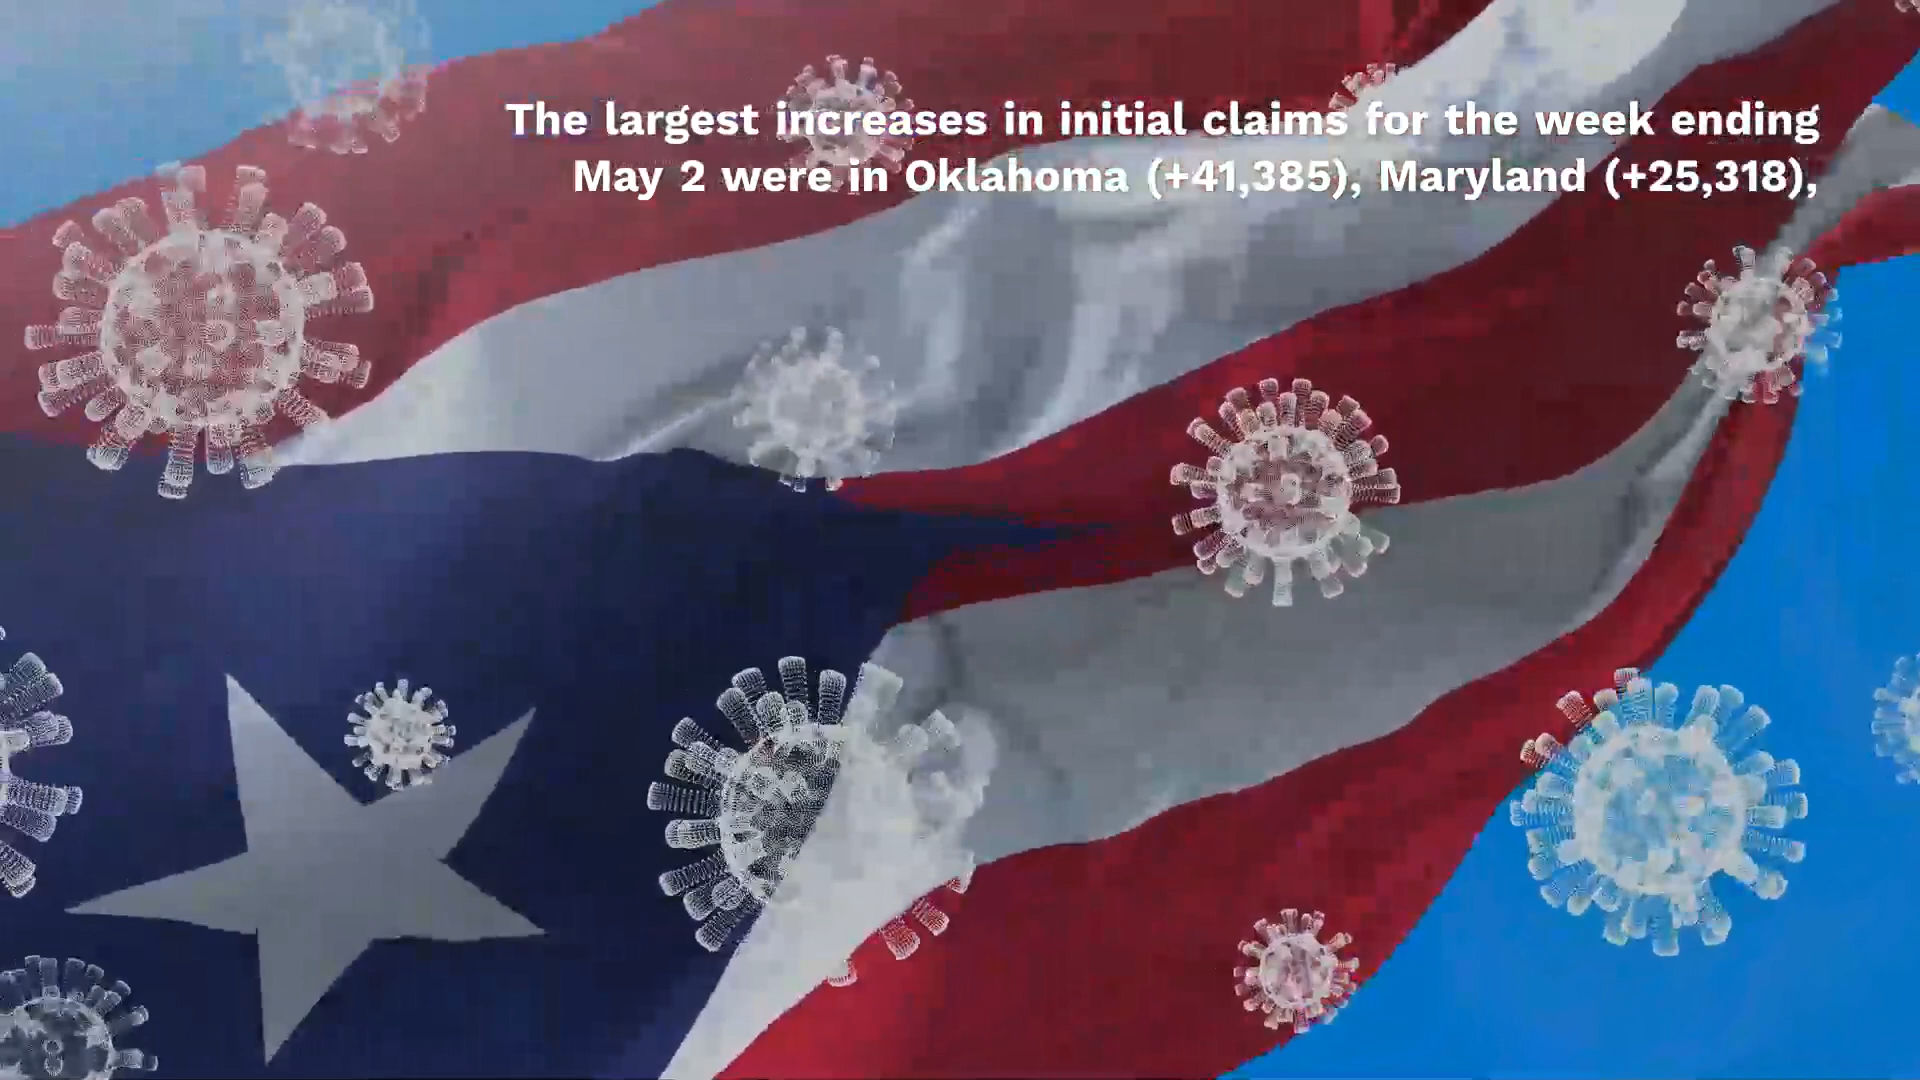 The largest increases in initial claims for the week ending
May 2 were in Oklahoma (+41,385), Maryland (+25,318),